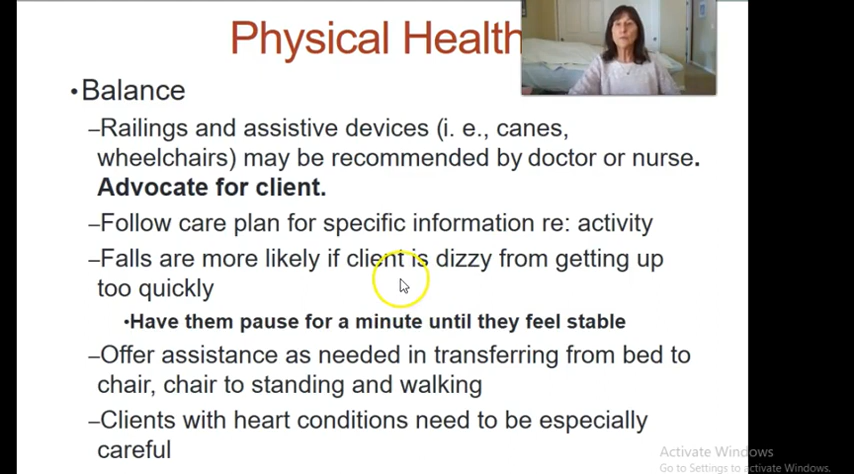 Physical Health
•Balance
–Railings and assistive devices (i. e., canes,
wheelchairs) may be recommended by doctor or nurse.
Advocate for client.
–Follow care plan for specific information re: activity
–Falls are more likely if client is dizzy from getting up
too quickly
•Have them pause for a minute until they feel stable
–Offer assistance as needed in transferring from bed to
chair, chair to standing and walking
–Clients with heart conditions need to be especially
careful
Activate Windows
Go to Settings to activate Windows.